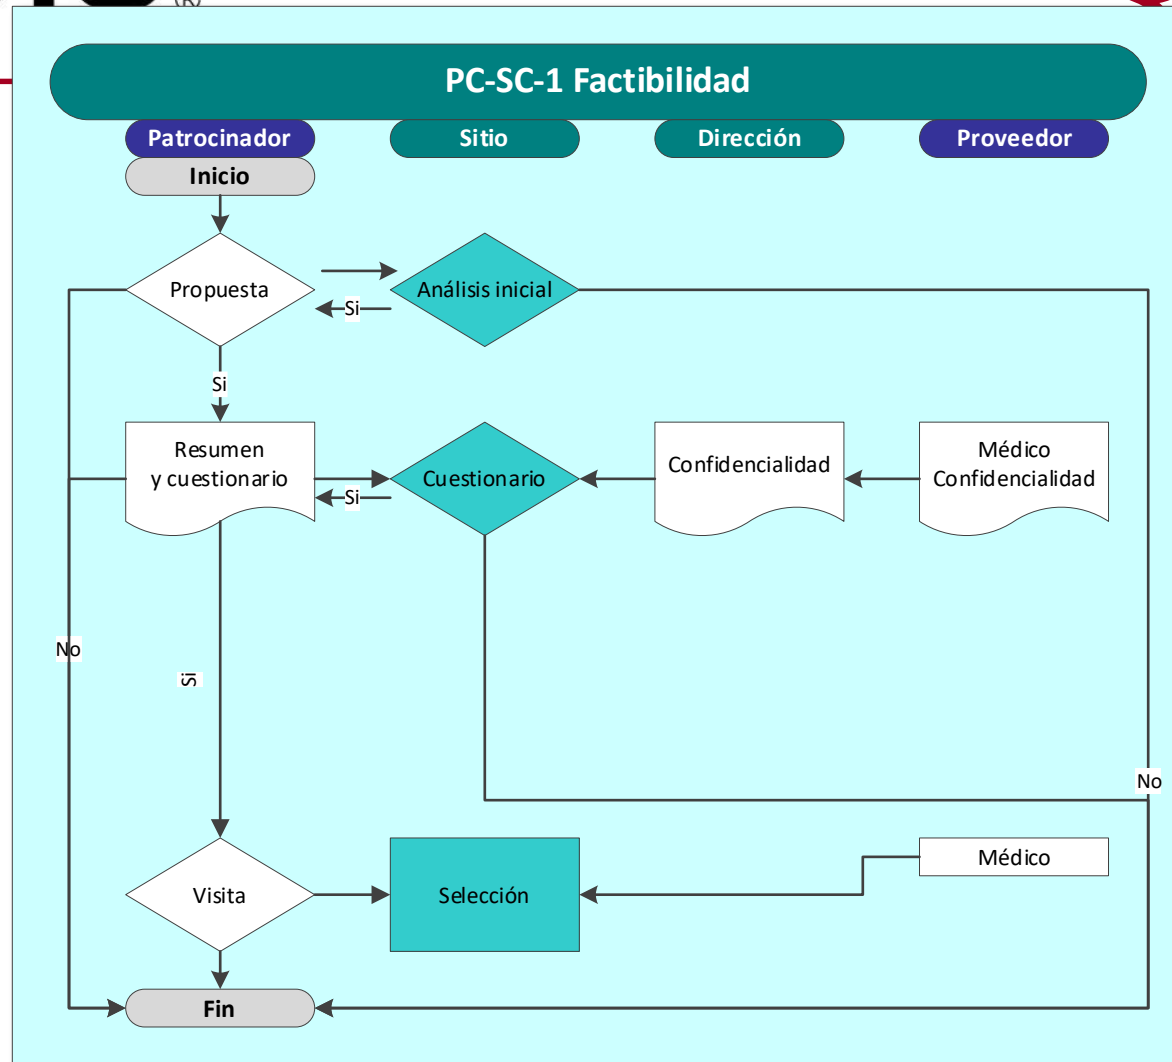 (R)
PC-SC-1 Factibilidad
Patrocinador
Sitio
Dirección
Proveedor
Inicio
Propuesta
Análisis inicial
Si
Si
Resumen
y cuestionario
Cuestionario
Confidencialidad
Médico
Confidencialidad
Si
No
Si
No
Médico
Visita
Selección
Fin